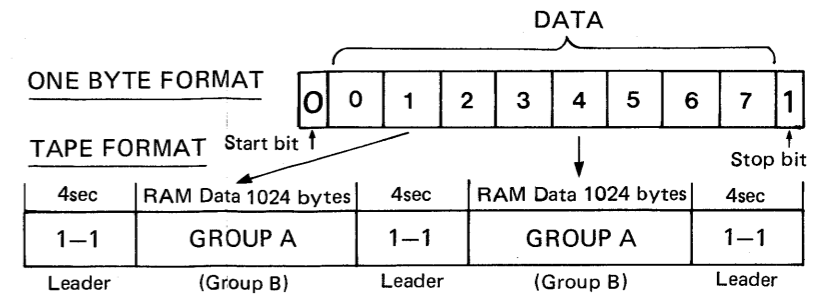 DATA
ONE BYTE FORMAT
0 0 1 2 3 4 5 6 7 1
Start bit
Stop bit
TAPE FORMAT
4sec RAM Data 1024 bytes 4sec RAM Data 1024 bytes 4sec
1—1 GROUP A 1—1 GROUP A 1—1
Leader (Group B) Leader (Group B) Leader